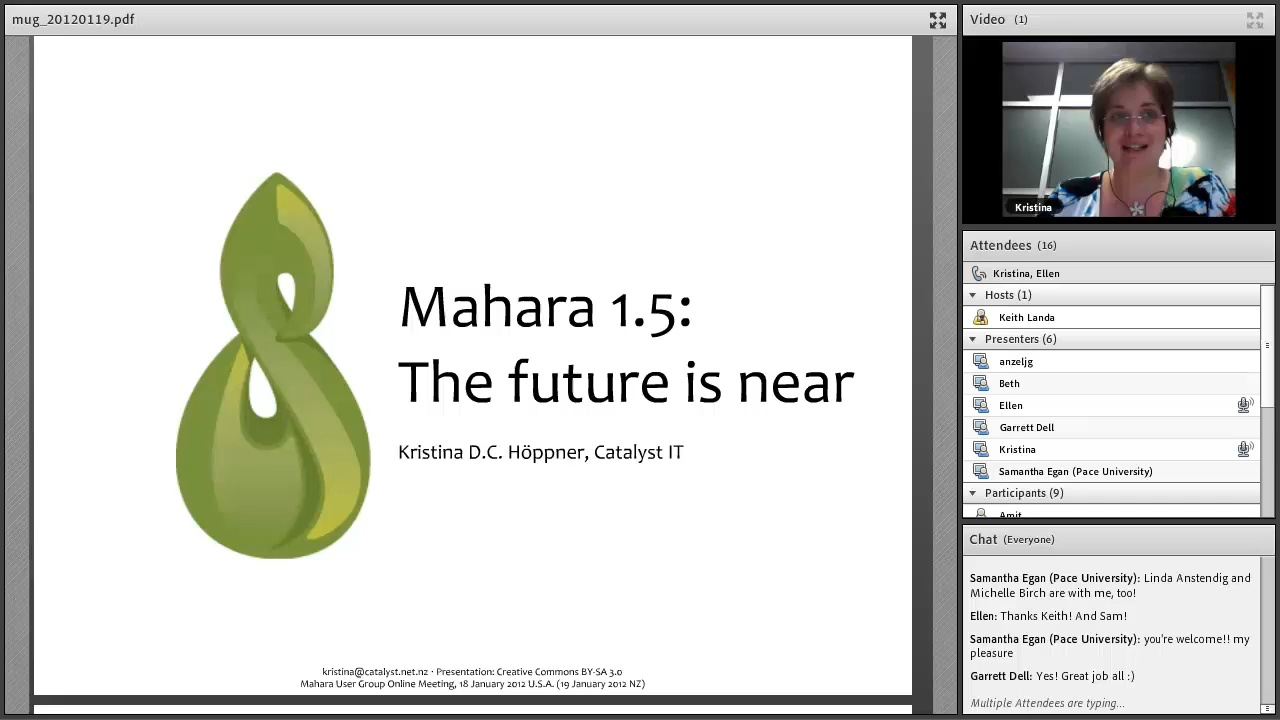 mug_20120119.pdf
Mahara 1.5:
The future is near
Kristina D.C. Höppner, Catalyst IT
kristina@catalyst.net.nz · Presentation: Creative Commons BY-SA 3.0
Mahara User Group Online Meeting, 18 January 2012 U.S.A. (19 January 2012 NZ)
Video (1)
Kristina
Attendees (16)
Kristina, Ellen
Hosts (1)
Keith Landa
Presenters (6)
anzeljg
Beth
Ellen
Garrett Dell
Kristina
Samantha Egan (Pace University)
Participants (9)
Amit
Chat (Everyone)
Samantha Egan (Pace University): Linda Anstendig and
Michelle Birch are with me, too!
Ellen: Thanks Keith! And Sam!
Samantha Egan (Pace University): you're welcome!! my
pleasure
Garrett Dell: Yes! Great job all :)
Multiple Attendees are typing...